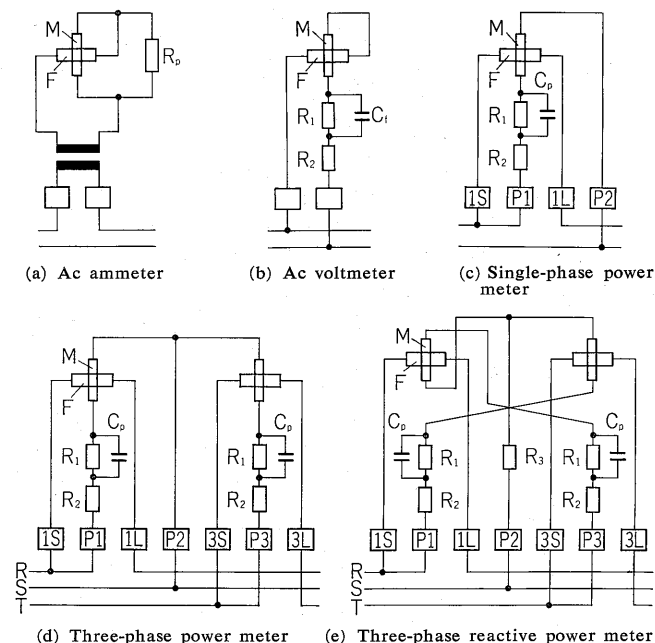 M
F
Rp
(a) Ac ammeter
M
F
R1
Cf
R2
(b) Ac voltmeter
M
F
Cp
R1
R2
1S P1 1L P2
(c) Single-phase power
meter
M
F
Cp
R1
R2
Cp
R1
R2
1S P1 1L P2 3S P3 3L
R
S
T
(d) Three-phase power meter
M
F
Cp
R1
R2
R3
Cp
R1
R2
1S P1 1L P2 3S P3 3L
R
S
T
(e) Three-phase reactive power meter